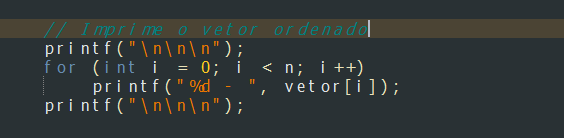 // Imprime o vetor ordenado
printf("\n\n\n");
for (int i = 0; i < n; i++)
printf("%d - ", vetor[i]);
printf("\n\n\n");